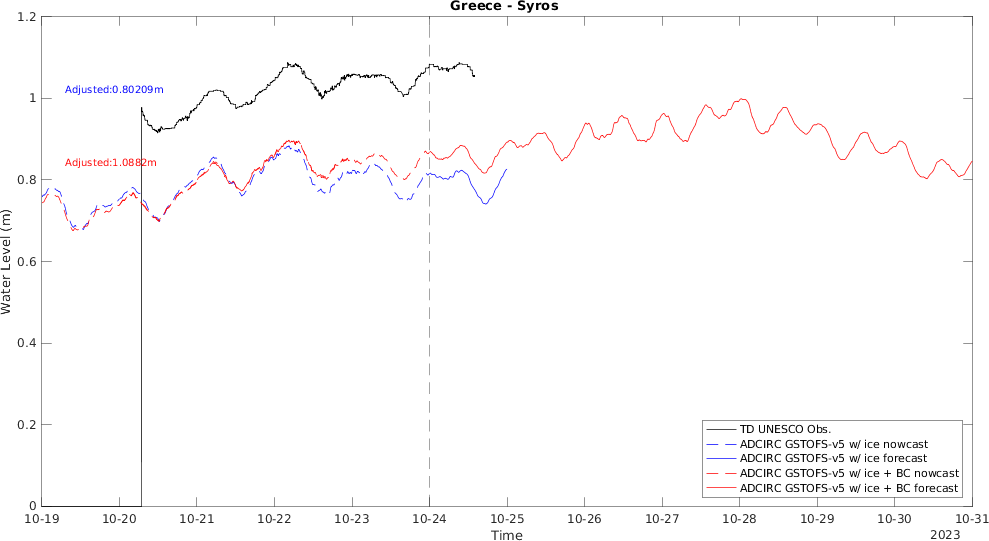 Greece - Syros
1.2
1
0.8
0.6
0.4
0.2
0
Water Level (m)
Adjusted:0.80209m
Adjusted:1.0882m
TD UNESCO Obs.
ADCIRC GSTOFS-v5 w/ ice nowcast
ADCIRC GSTOFS-v5 w/ ice forecast
ADCIRC GSTOFS-v5 w/ ice + BC nowcast
ADCIRC GSTOFS-v5 w/ ice + BC forecast
10-19 10-20 10-21 10-22 10-23 10-24 10-25 10-26 10-27 10-28 10-29 10-30 10-31
Time
2023